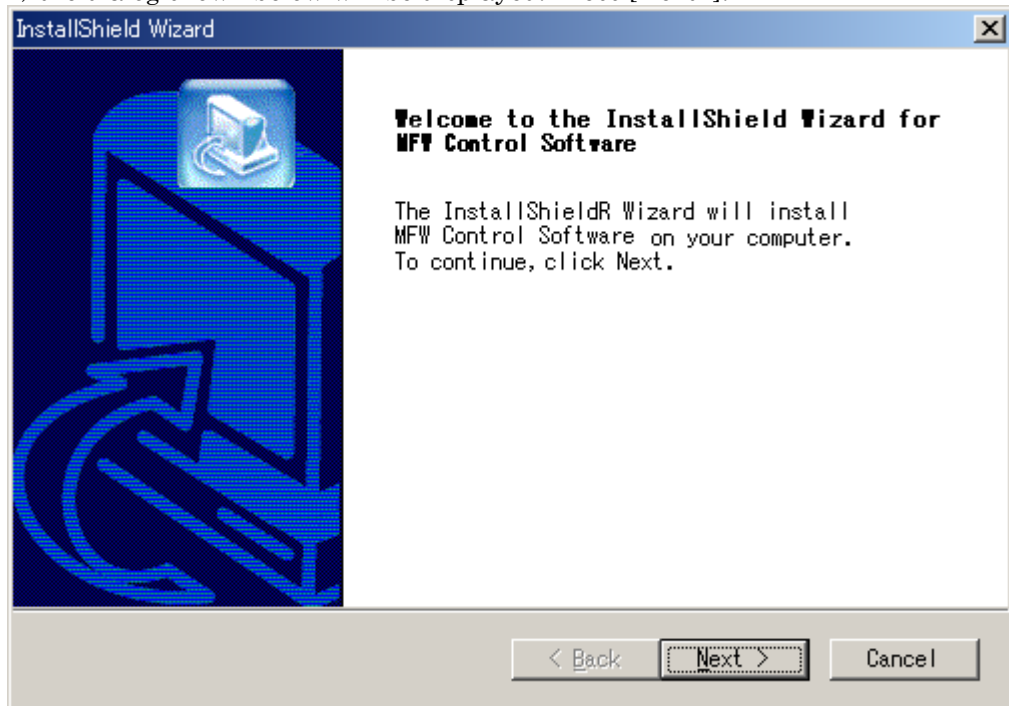 InstallShield Wizard
Welcome to the InstallShield Wizard for
MFW Control Software
The InstallShieldR Wizard will install
MFW Control Software on your computer.
To continue, click Next.
< Back Next > Cancel